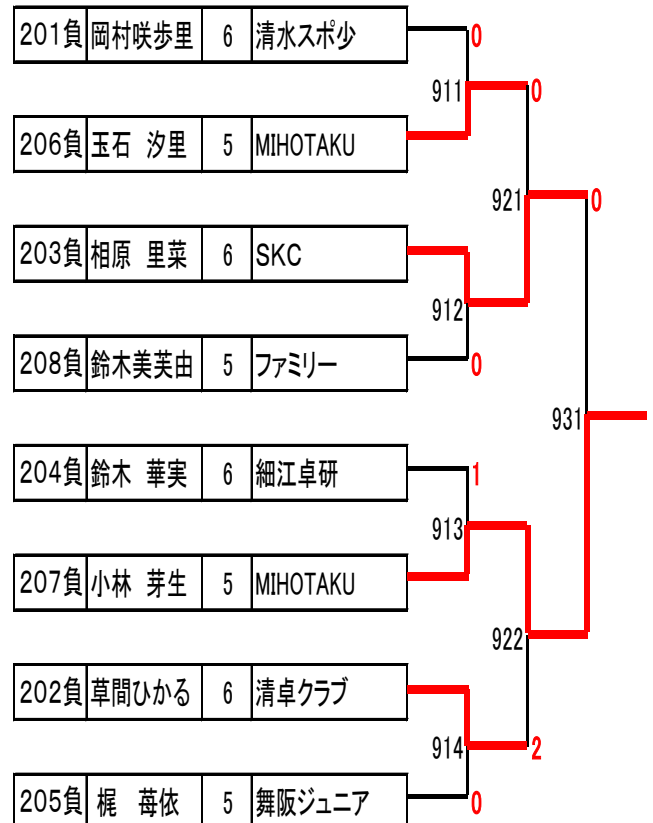 201負 岡村咲歩里 6 清水スポ少
0
911
0
206負 玉石 汐里 5 MIHOTAKU
921
0
203負 相原 里菜 6 SKC
912
208負 鈴木美芙由 5 ファミリー
0
931
204負 鈴木 華実 6 細江卓研
1
913
207負 小林 芽生 5 MIHOTAKU
922
202負 草間ひかる 6 清卓クラブ
914
2
205負 梶 苺依 5 舞阪ジュニア
0